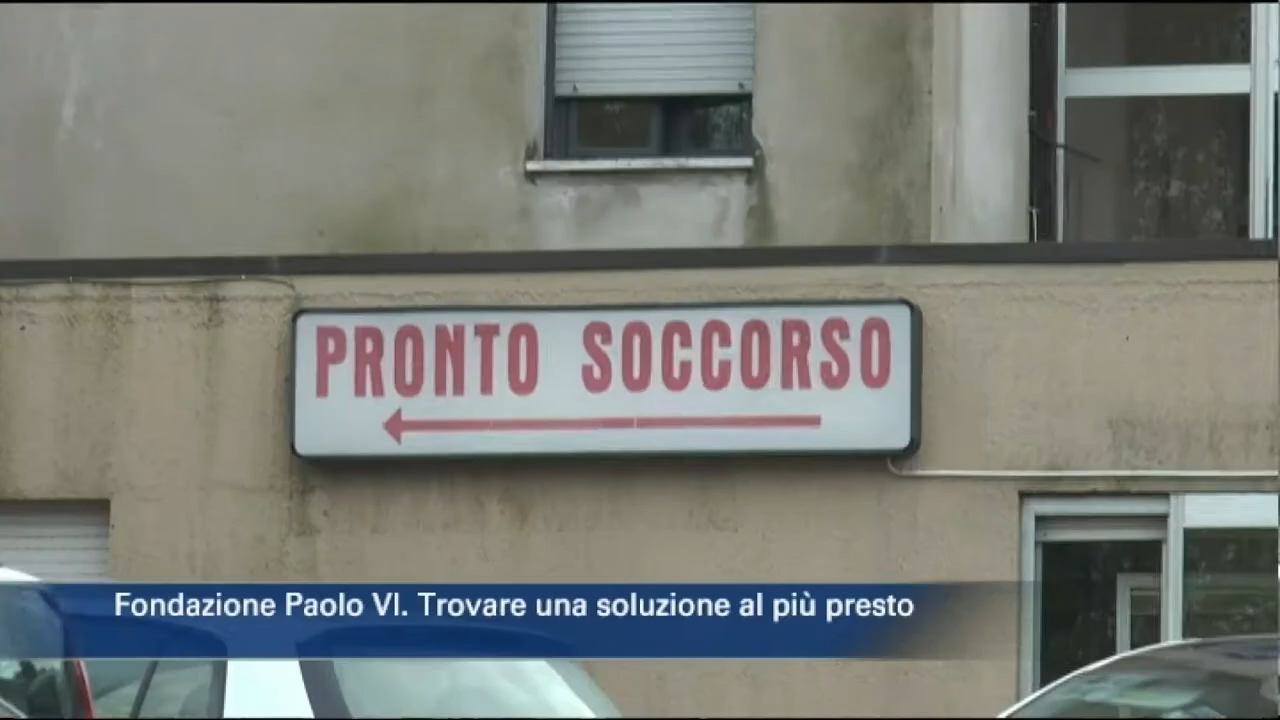 PRONTO SOCCORSO
Fondazione Paolo VI. Trovare una soluzione al più presto